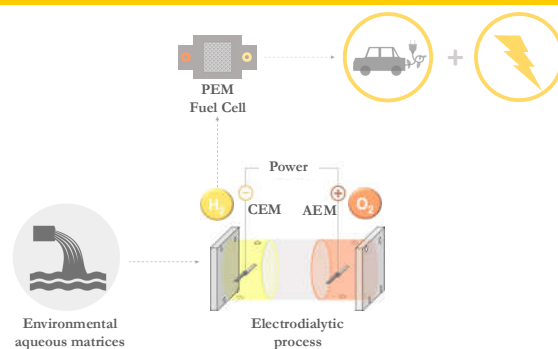 PEM
Fuel Cell
+
Power
H₂
−
CEM
AEM
+
O₂
Environmental
aqueous matrices
Electrodialytic
process